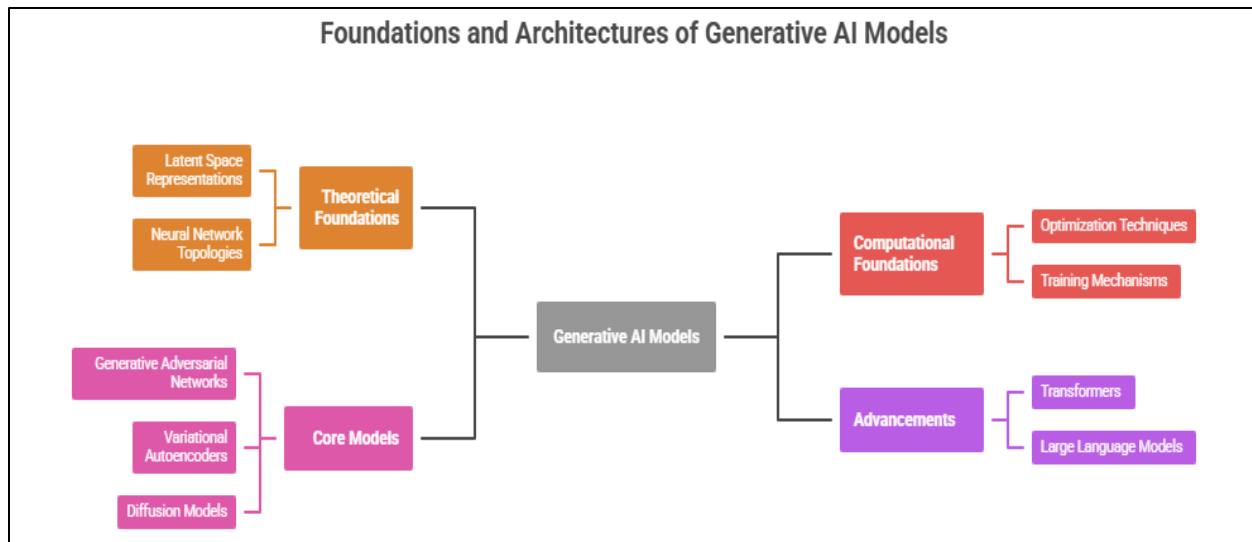 Foundations and Architectures of Generative AI Models
Latent Space
Representations
Neural Network
Topologies
Theoretical
Foundations
Generative Adversarial
Networks
Variational
Autoencoders
Diffusion Models
Core Models
Generative AI Models
Computational
Foundations
Optimization Techniques
Training Mechanisms
Advancements
Transformers
Large Language Models